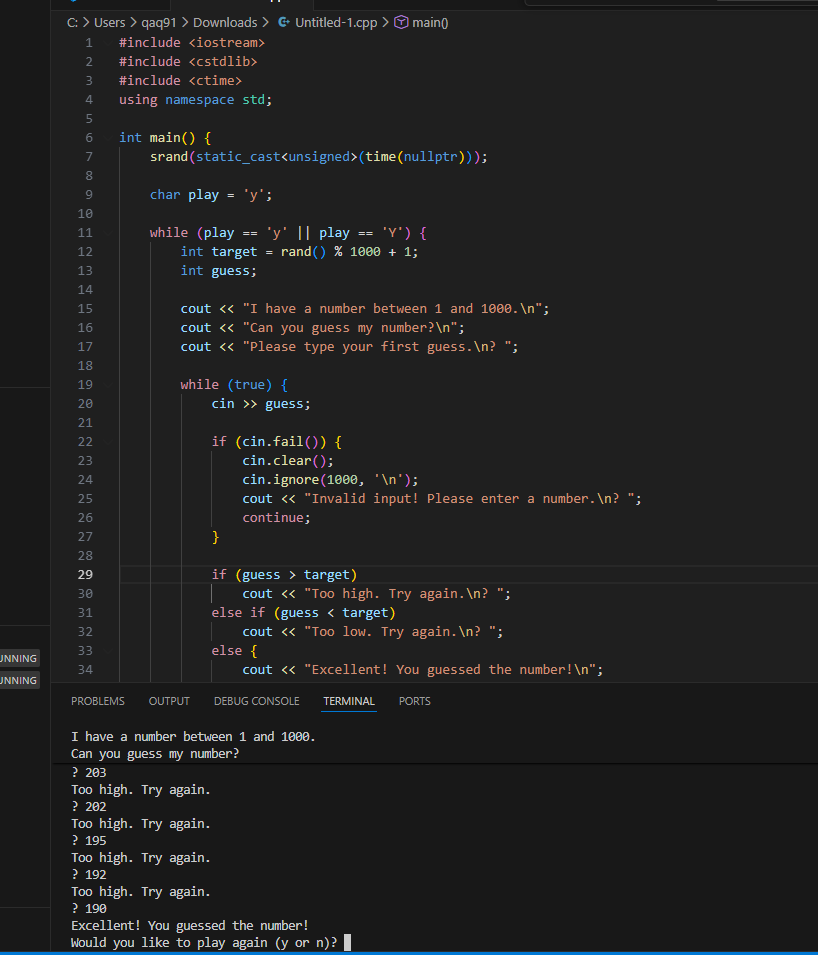 C: > Users > qaq91 > Downloads > Untitled-1.cpp > main()
1 #include <iostream>
2 #include <cstdlib>
3 #include <ctime>
4 using namespace std;
5
6 int main() {
7 srand(static_cast<unsigned>(time(nullptr)));
8
9 char play = 'y';
10
11 while (play == 'y' || play == 'Y') {
12 int target = rand() % 1000 + 1;
13 int guess;
14
15 cout << "I have a number between 1 and 1000.\n";
16 cout << "Can you guess my number?\n";
17 cout << "Please type your first guess.\n? ";
18
19 while (true) {
20 cin >> guess;
21
22 if (cin.fail()) {
23 cin.clear();
24 cin.ignore(1000, '\n');
25 cout << "Invalid input! Please enter a number.\n? ";
26 continue;
27 }
28
29 if (guess > target)
30 cout << "Too high. Try again.\n? ";
31 else if (guess < target)
32 cout << "Too low. Try again.\n? ";
33 else {
34 cout << "Excellent! You guessed the number!\n";
UNNING
UNNING
PROBLEMS OUTPUT DEBUG CONSOLE TERMINAL PORTS
I have a number between 1 and 1000.
Can you guess my number?
? 203
Too high. Try again.
? 202
Too high. Try again.
? 195
Too high. Try again.
? 192
Too high. Try again.
? 190
Excellent! You guessed the number!
Would you like to play again (y or n)?